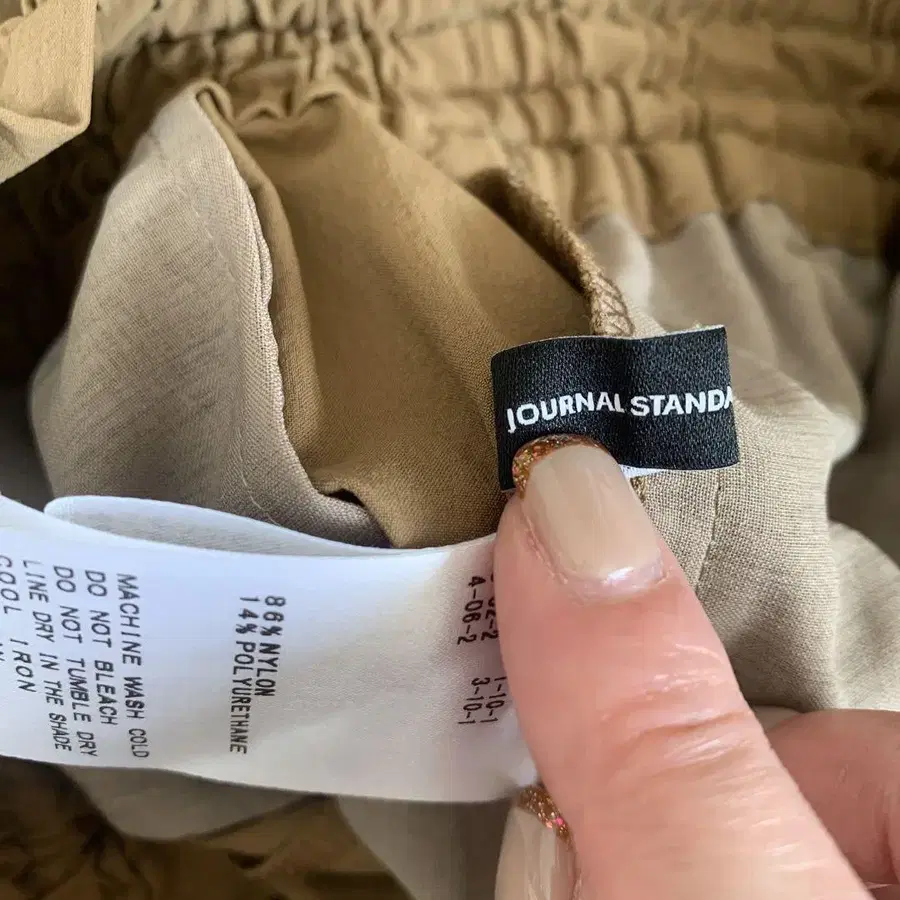 JOURNAL STANDA
4-06-2
3-10-1
1-10-1
86% NYLON
14% POLYURETHANE
MACHINE WASH COLD
DO NOT BLEACH
DO NOT TUMBLE DRY
LINE DRY IN THE SHADE
COOL IRON